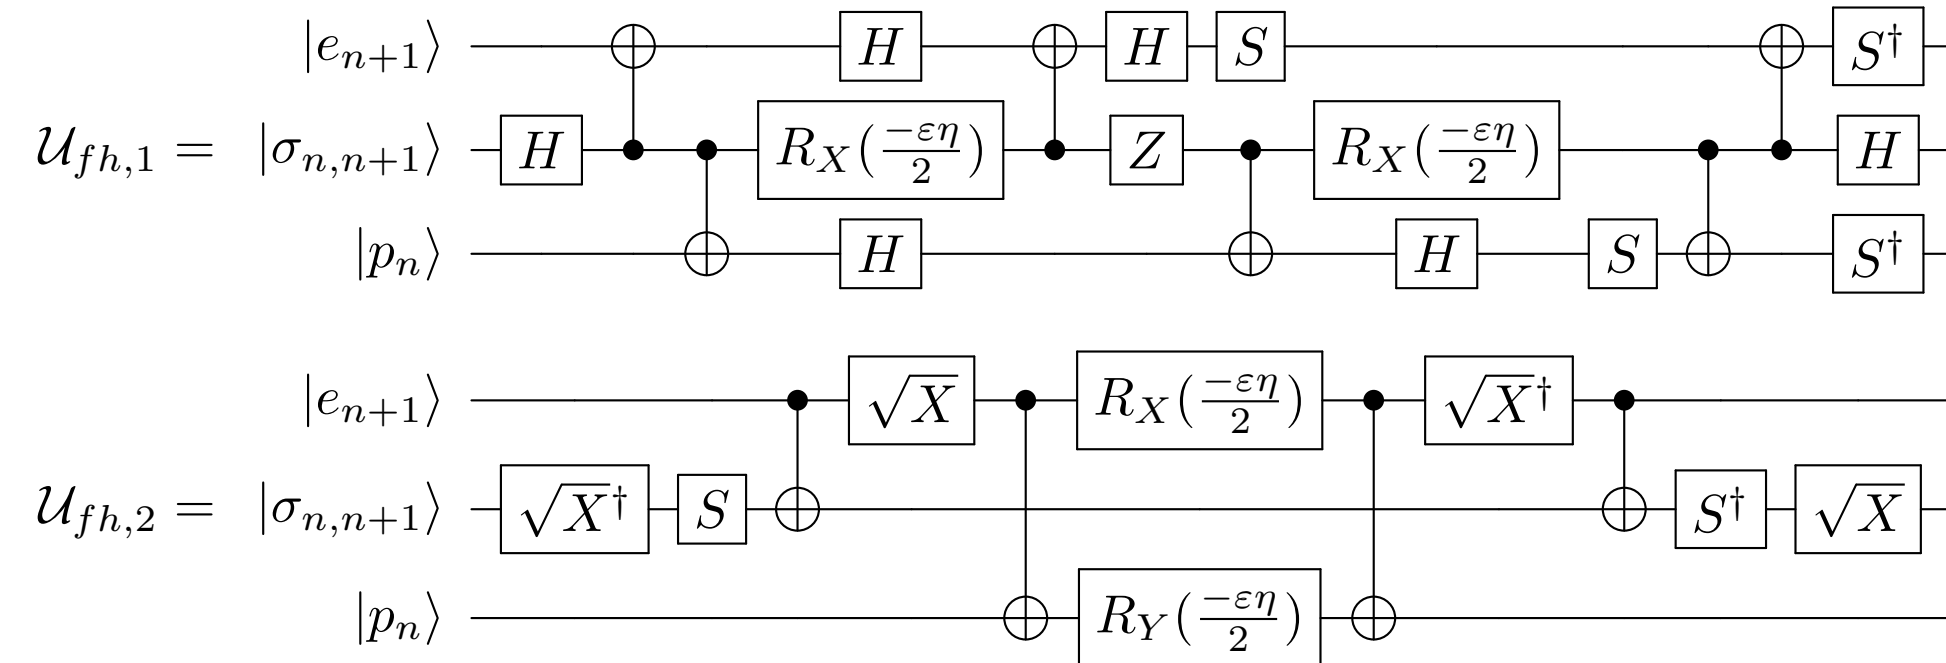 |e_{n+1}⟩ H H S S†
𝒰_{fh,1} = |σ_{n,n+1}⟩ H R_X(−εη/2) Z R_X(−εη/2) H
|p_n⟩ H H S S†
|e_{n+1}⟩ √X R_X(−εη/2) √X†
𝒰_{fh,2} = |σ_{n,n+1}⟩ √X† S S† √X
|p_n⟩ R_Y(−εη/2)